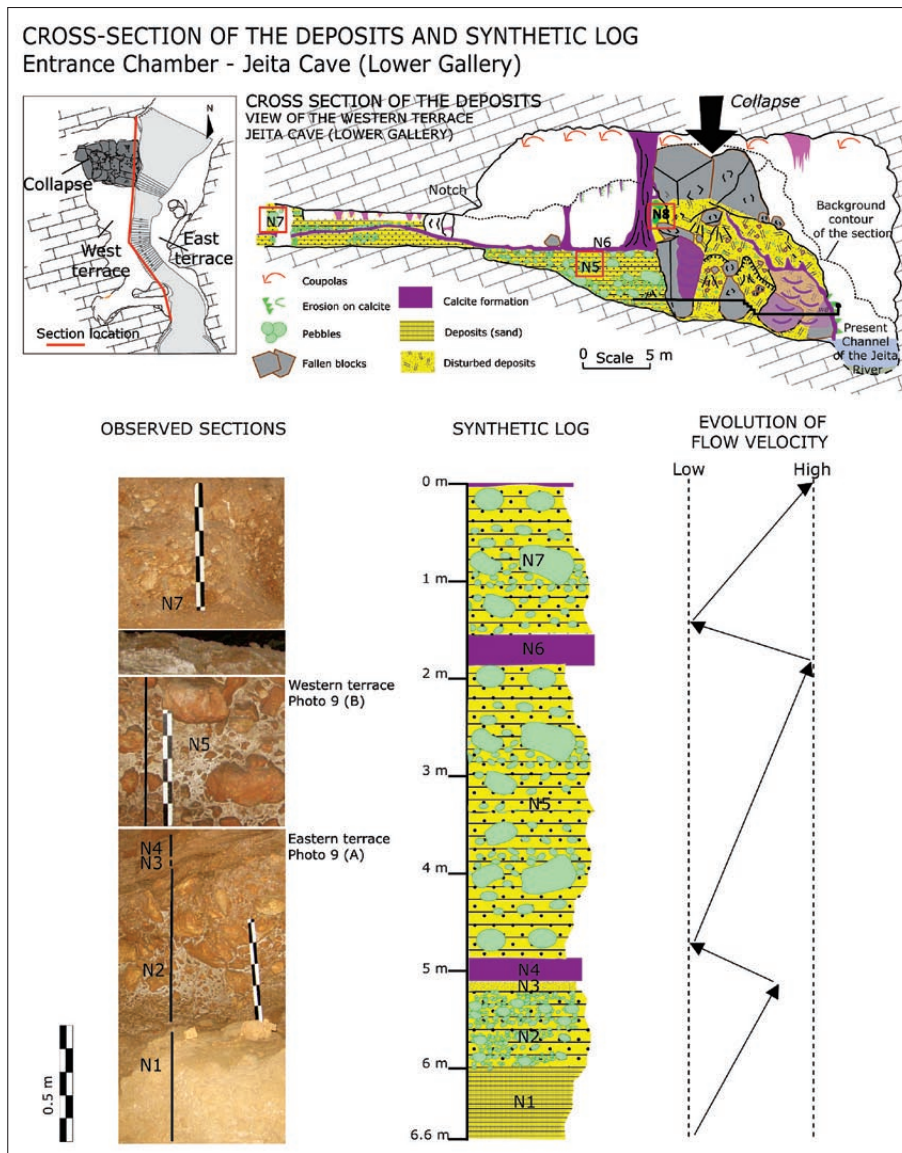 CROSS-SECTION OF THE DEPOSITS AND SYNTHETIC LOG
Entrance Chamber - Jeita Cave (Lower Gallery)
N
Collapse
West terrace
East terrace
Section location
CROSS SECTION OF THE DEPOSITS
VIEW OF THE WESTERN TERRACE
JEITA CAVE (LOWER GALLERY)
Collapse
Notch
Background
contour
of the section
N7
N8
N6
N5
Coupolas
Erosion on calcite
Pebbles
Fallen blocks
Calcite formation
Deposits (sand)
Disturbed deposits
0 Scale 5 m
Present
Channel
of the Jeita
River
OBSERVED SECTIONS
N7
Western terrace
Photo 9 (B)
N5
Eastern terrace
Photo 9 (A)
N4
N3
N2
N1
0.5 m
SYNTHETIC LOG
0 m
1 m
2 m
3 m
4 m
5 m
6 m
6.6 m
N7
N6
N5
N4
N3
N2
N1
EVOLUTION OF
FLOW VELOCITY
Low
High